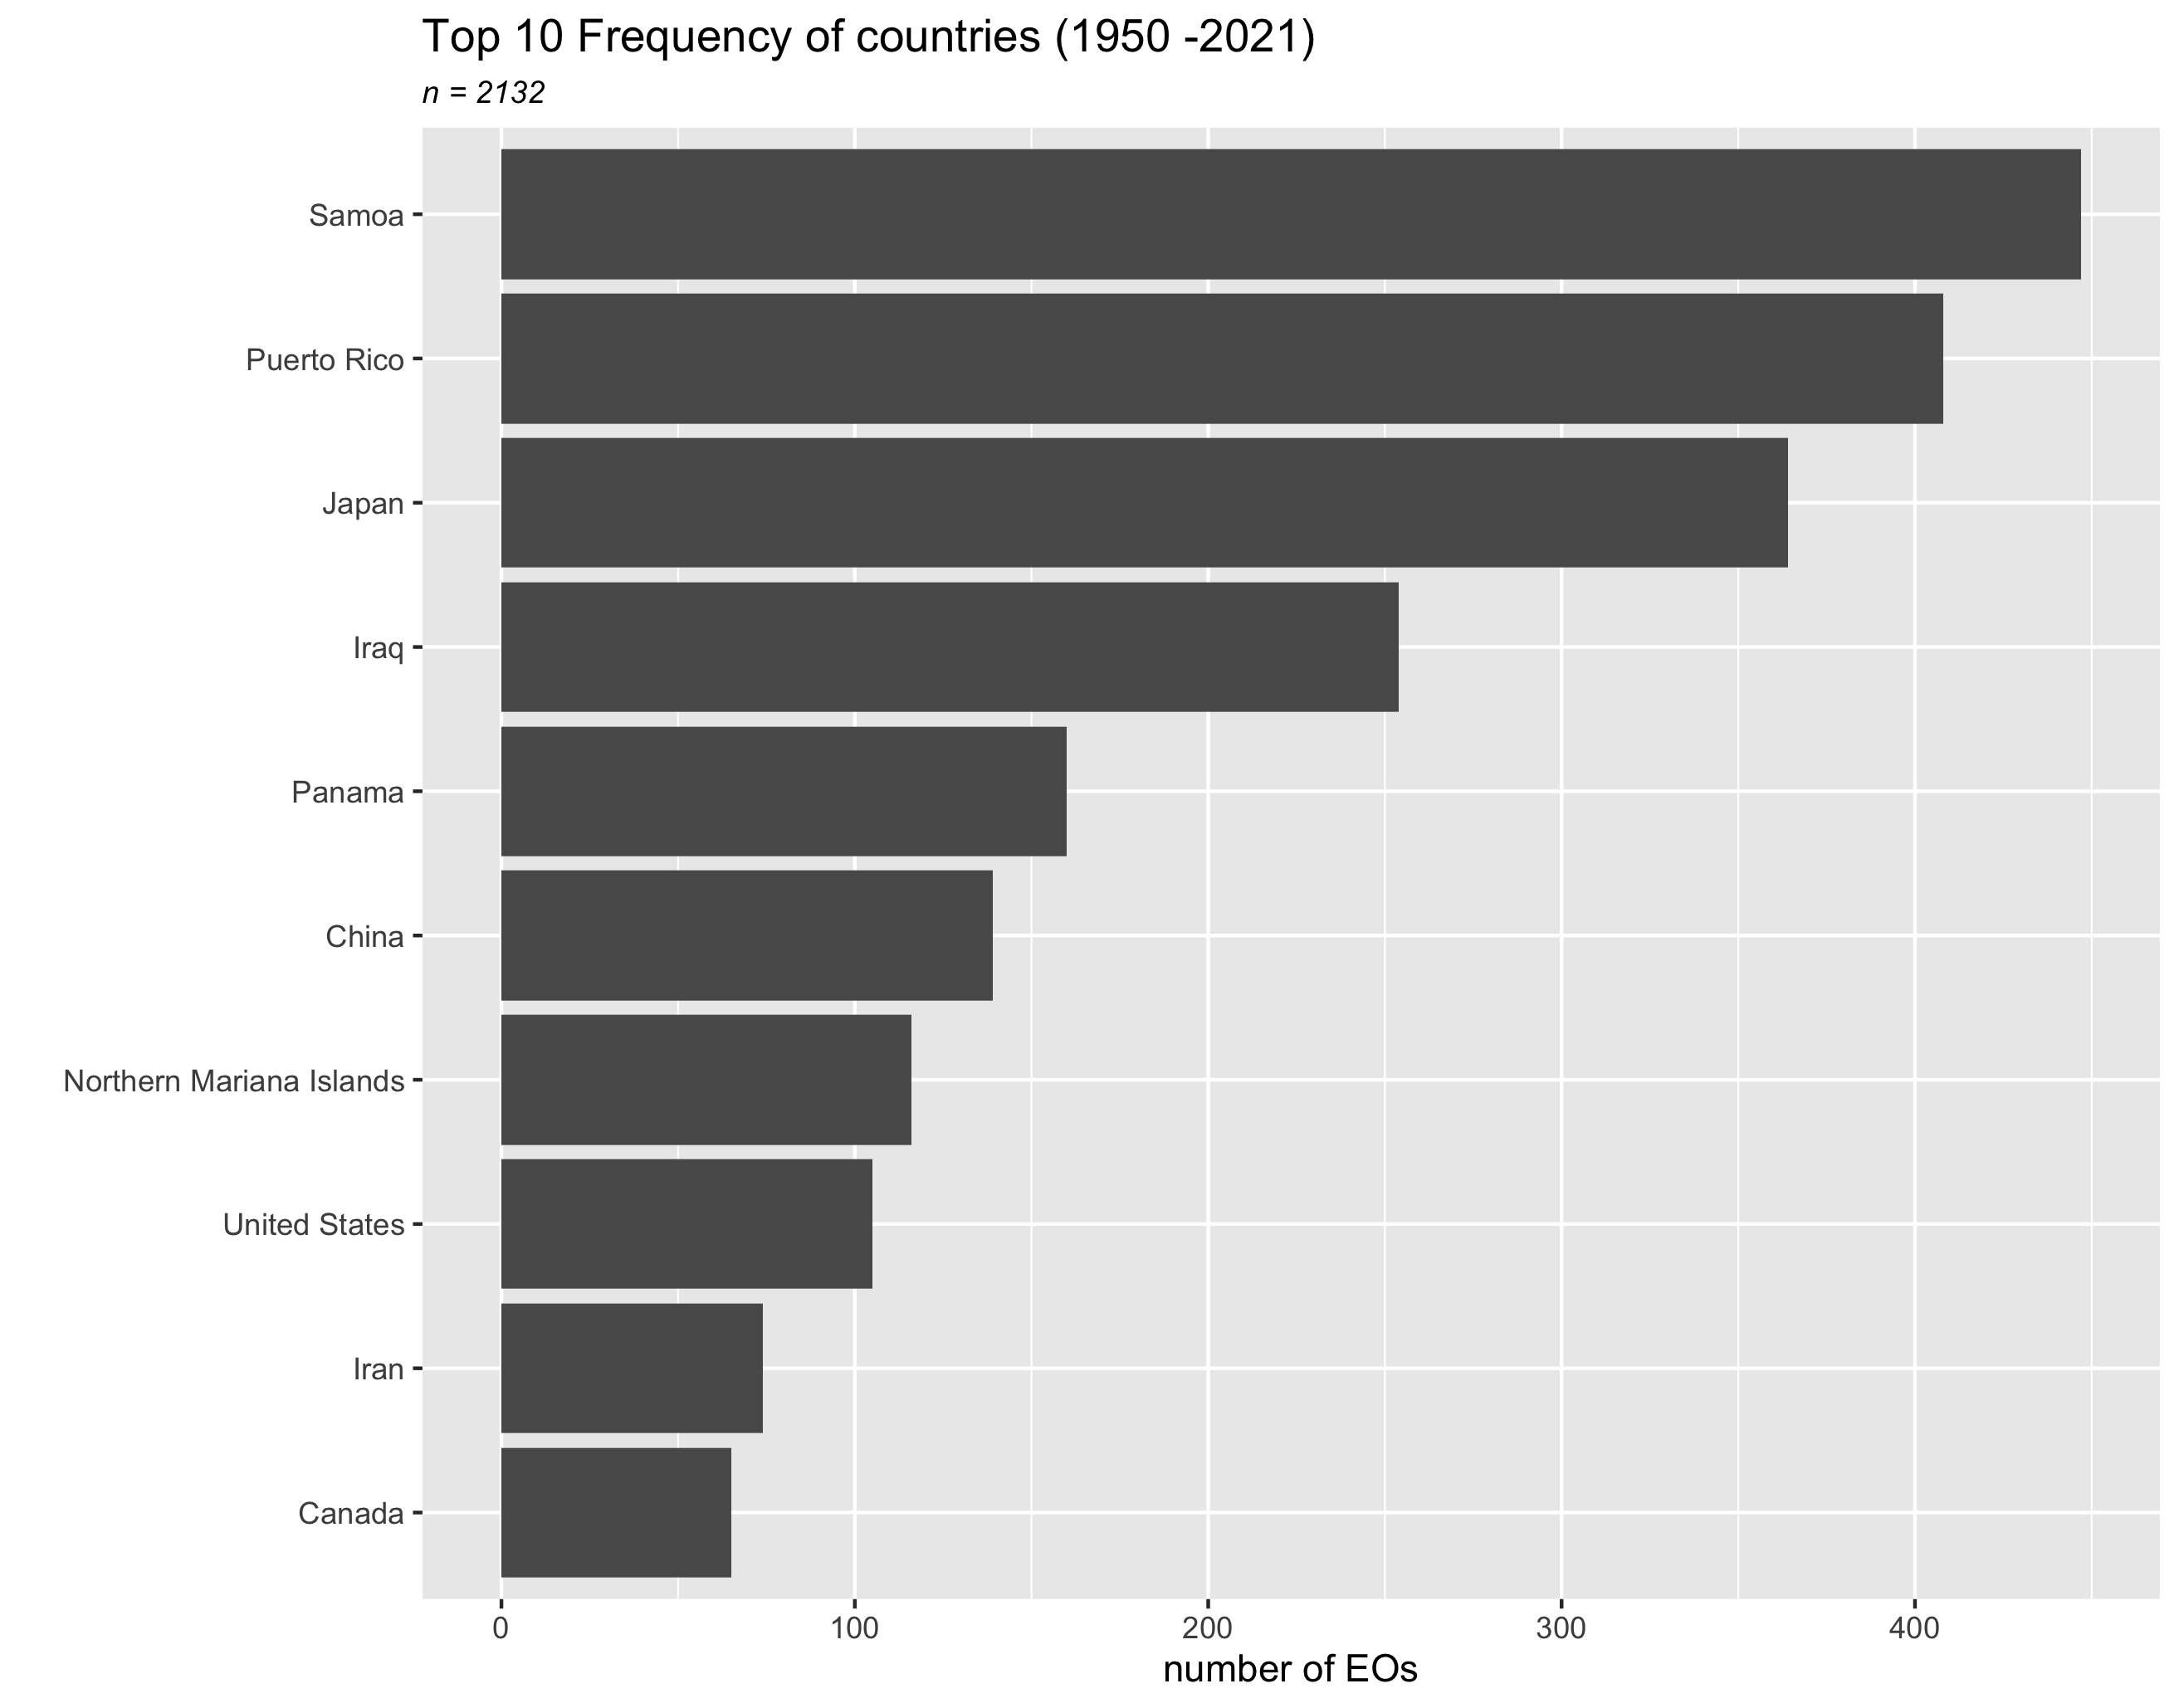 Top 10 Frequency of countries (1950 -2021)
n = 2132
Samoa
Puerto Rico
Japan
Iraq
Panama
China
Northern Mariana Islands
United States
Iran
Canada
0 100 200 300 400
number of EOs